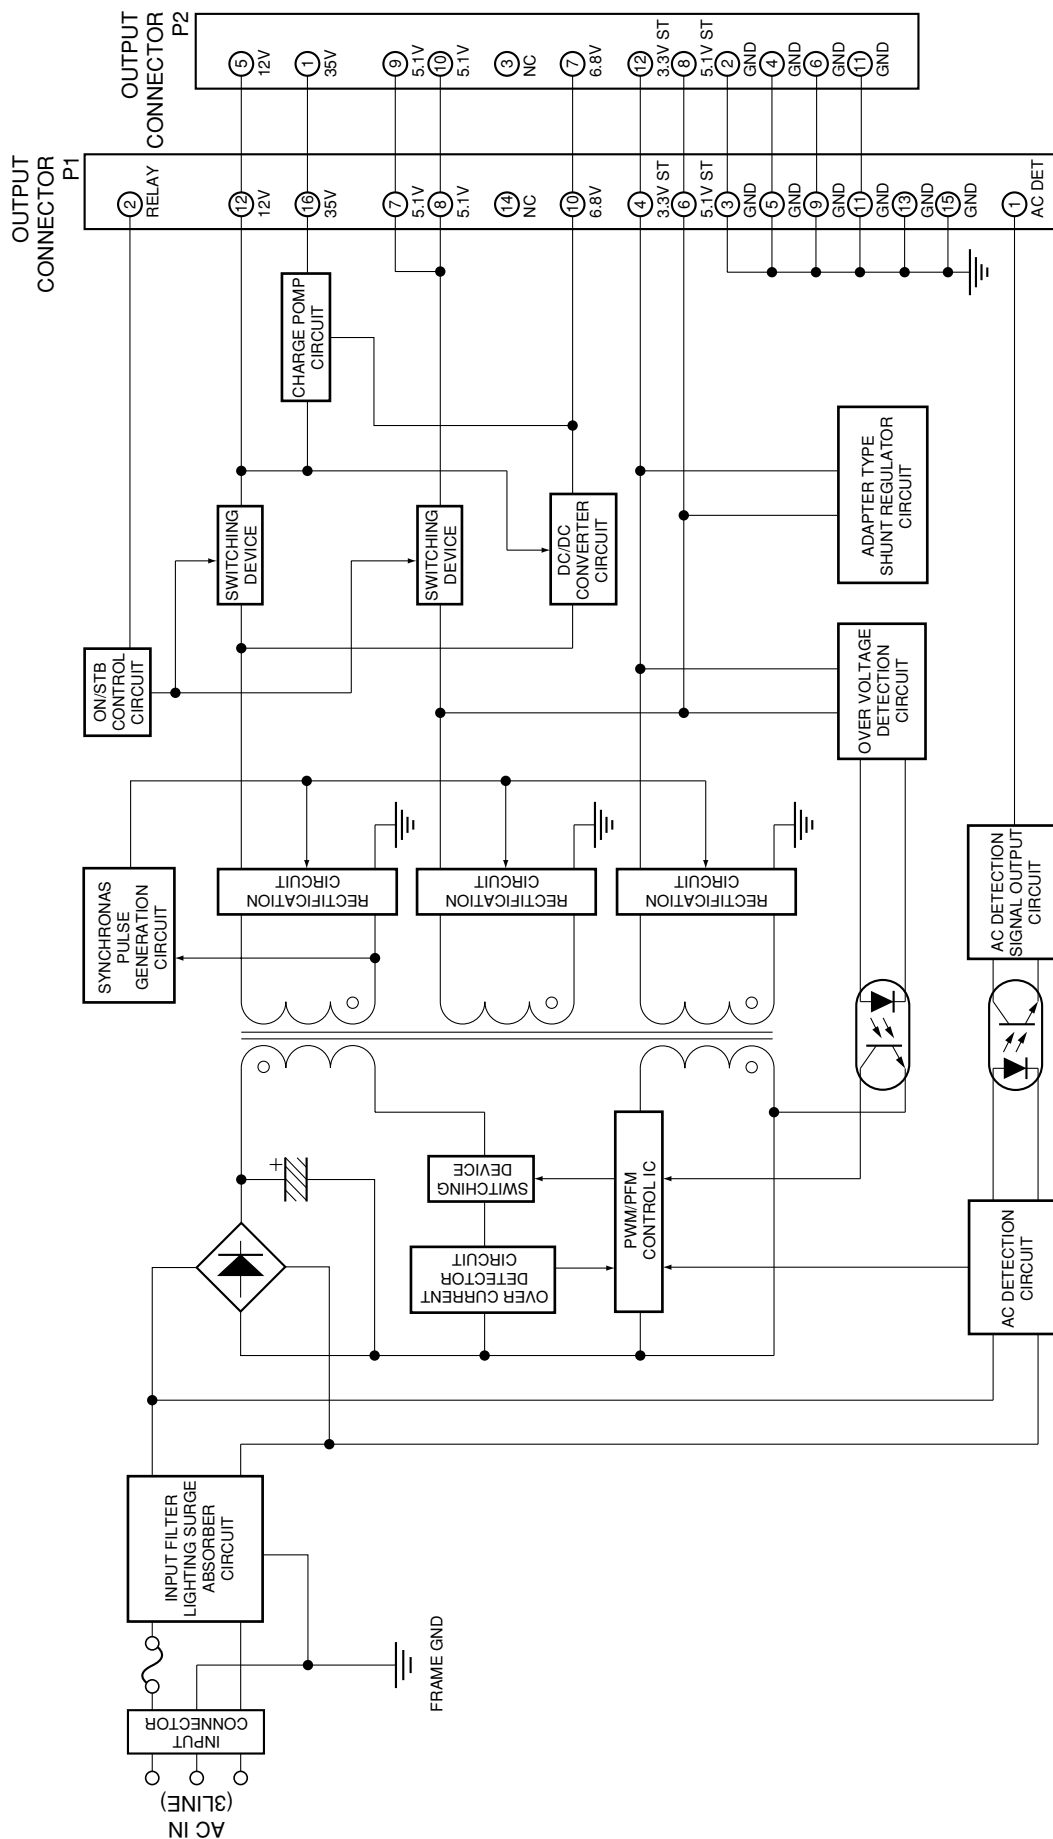 AC IN
(3LINE)
INPUT
CONNECTOR
FRAME GND
INPUT FILTER
LIGHTING SURGE
ABSORBER
CIRCUIT
+
SWITCHING
DEVICE
OVER CURRENT
DETECTOR
CIRCUIT
PWM/PFM
CONTROL IC
AC DETECTION
CIRCUIT
SYNCHRONAS
PULSE
GENERATION
CIRCUIT
RECTIFICATION
CIRCUIT
RECTIFICATION
CIRCUIT
RECTIFICATION
CIRCUIT
AC DETECTION
SIGNAL OUTPUT
CIRCUIT
ON/STB
CONTROL
CIRCUIT
SWITCHING
DEVICE
SWITCHING
DEVICE
DC/DC
CONVERTER
CIRCUIT
OVER VOLTAGE
DETECTION
CIRCUIT
CHARGE POMP
CIRCUIT
ADAPTER TYPE
SHUNT REGULATOR
CIRCUIT
OUTPUT
CONNECTOR
P1
2
RELAY
12
12V
16
35V
7
5.1V
8
5.1V
14
NC
10
6.8V
4
3.3V ST
6
5.1V ST
3
GND
5
GND
9
GND
11
GND
13
GND
15
GND
1
AC DET
OUTPUT
CONNECTOR
P2
5
12V
1
35V
9
5.1V
10
5.1V
3
NC
7
6.8V
12
3.3V ST
8
5.1V ST
2
GND
4
GND
6
GND
11
GND